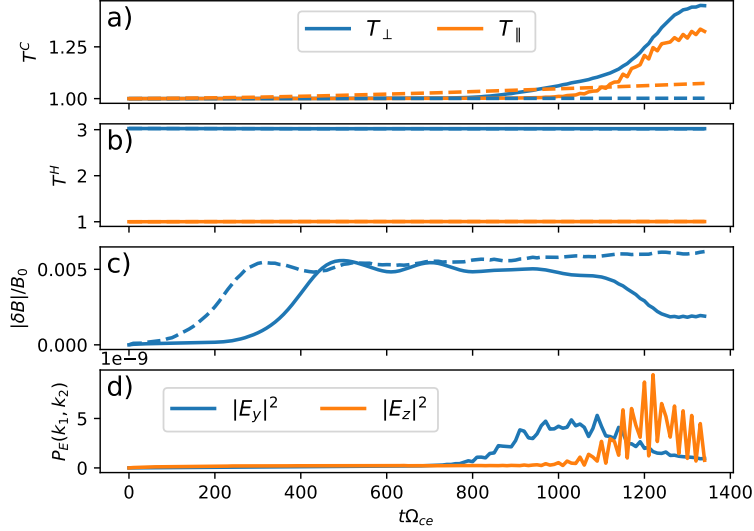 a)
T⊥ T∥
T^C
1.25
1.00
b)
T^H
3
1
c)
|δB|/B₀
0.005
0.000
1e−9
d)
|E_y|² |E_z|²
P_E(k₁, k₂)
5
0
0 200 400 600 800 1000 1200 1400
tΩ_ce